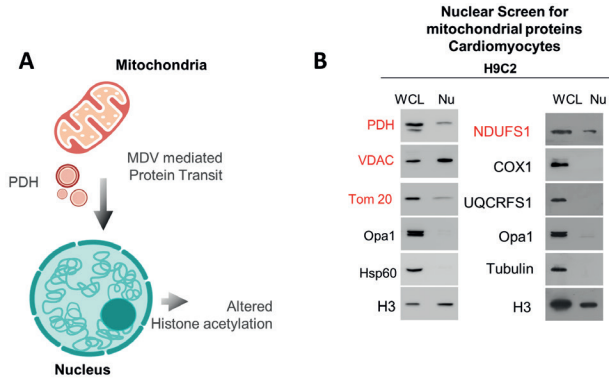 A
Mitochondria
PDH
MDV mediated
Protein Transit
Altered
Histone acetylation
Nucleus
Nuclear Screen for
mitochondrial proteins
Cardiomyocytes
B
H9C2
WCL Nu
PDH
VDAC
Tom 20
Opa1
Hsp60
H3
WCL Nu
NDUFS1
COX1
UQCRFS1
Opa1
Tubulin
H3